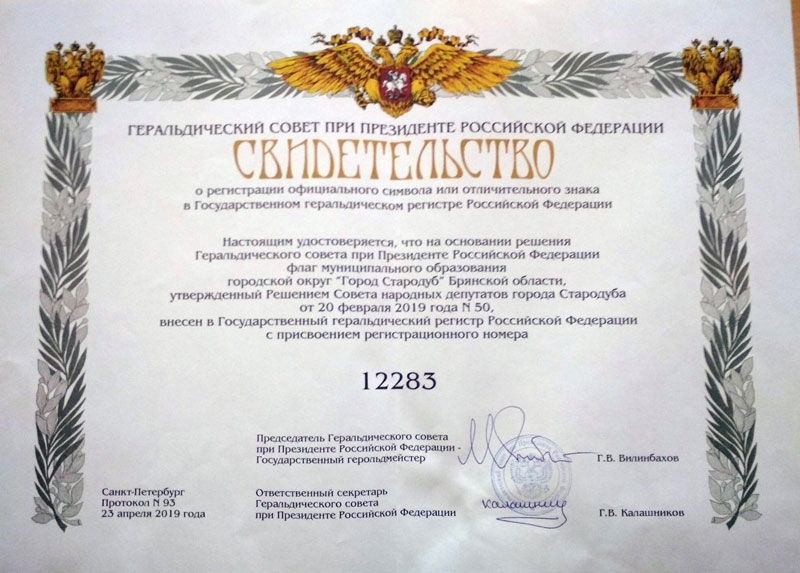 ГЕРАЛЬДИЧЕСКИЙ СОВЕТ ПРИ ПРЕЗИДЕНТЕ РОССИЙСКОЙ ФЕДЕРАЦИИ
СВИДЕТЕЛЬСТВО
о регистрации официального символа или отличительного знака
в Государственном геральдическом регистре Российской Федерации
Настоящим удостоверяется, что на основании решения
Геральдического совета при Президенте Российской Федерации
флаг муниципального образования
городской округ "Город Стародуб" Брянской области,
утвержденный Решением Совета народных депутатов города Стародуба
от 20 февраля 2019 года N 50,
внесен в Государственный геральдический регистр Российской Федерации
с присвоением регистрационного номера
12283
Председатель Геральдического совета
при Президенте Российской Федерации -
Государственный герольдмейстер
Г.В. Вилинбахов
Санкт-Петербург
Протокол N 93
23 апреля 2019 года
Ответственный секретарь
Геральдического совета
при Президенте Российской Федерации
Г.В. Калашников